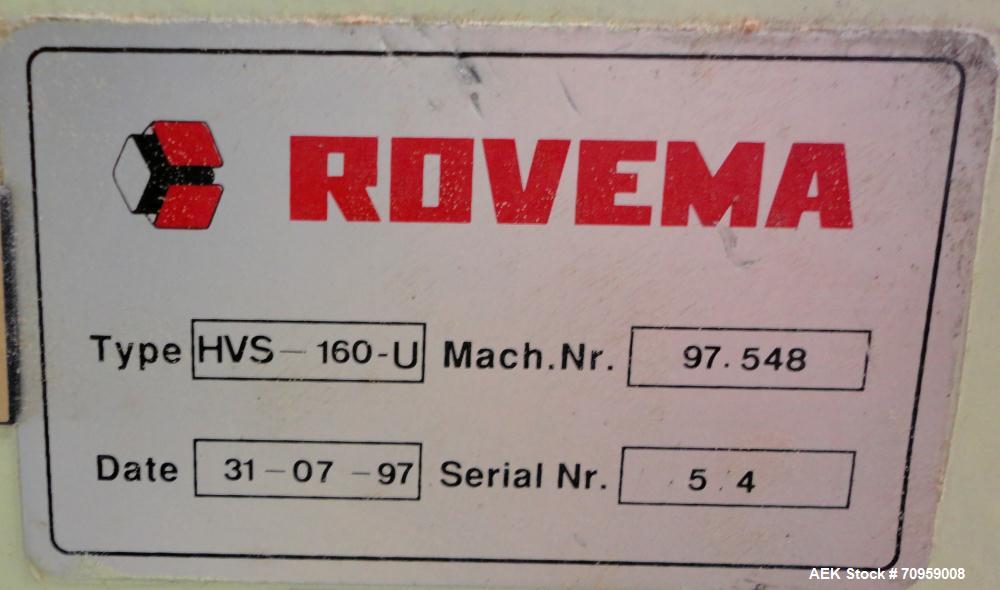 ROVEMA
Type HVS - 160-U Mach.Nr. 97.548
Date 31-07-97 Serial Nr. 5.4
AEK Stock # 70959008